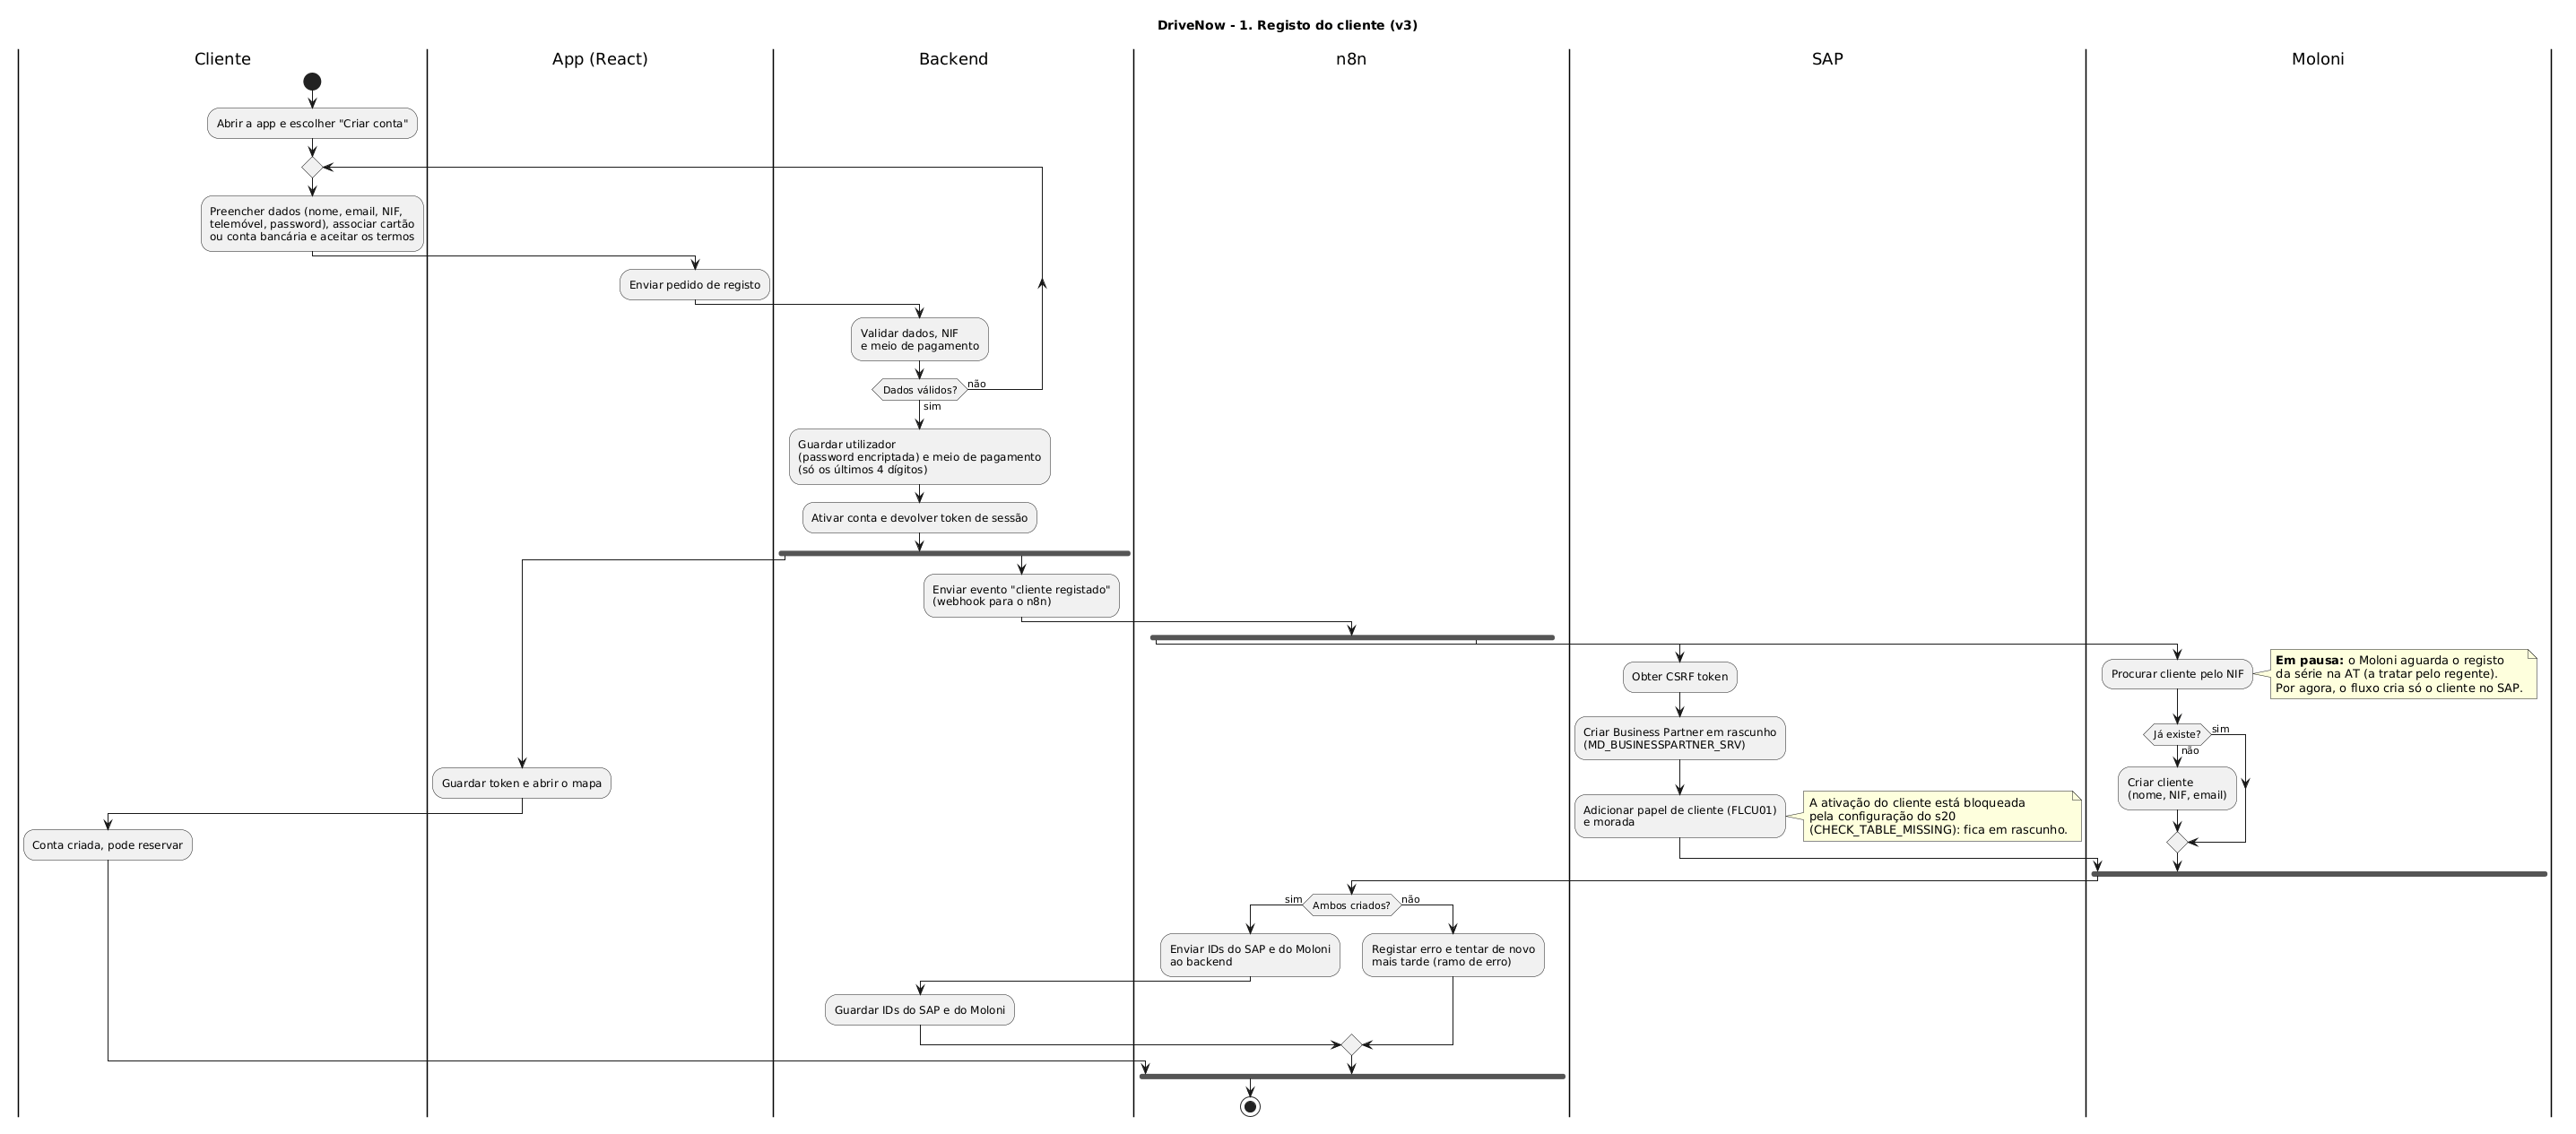 DriveNow - 1. Registo do cliente (v3)
Cliente
App (React)
Backend
n8n
SAP
Moloni
Abrir a app e escolher "Criar conta"
Preencher dados (nome, email, NIF,
telemóvel, password), associar cartão
ou conta bancária e aceitar os termos
Enviar pedido de registo
Validar dados, NIF
e meio de pagamento
Dados válidos?
não
sim
Guardar utilizador
(password encriptada) e meio de pagamento
(só os últimos 4 dígitos)
Ativar conta e devolver token de sessão
Enviar evento "cliente registado"
(webhook para o n8n)
Obter CSRF token
Procurar cliente pelo NIF
Em pausa: o Moloni aguarda o registo
da série na AT (a tratar pelo regente).
Por agora, o fluxo cria só o cliente no SAP.
Criar Business Partner em rascunho
(MD_BUSINESSPARTNER_SRV)
Já existe?
sim
não
Guardar token e abrir o mapa
Criar cliente
(nome, NIF, email)
Adicionar papel de cliente (FLCU01)
e morada
A ativação do cliente está bloqueada
pela configuração do s20
(CHECK_TABLE_MISSING): fica em rascunho.
Conta criada, pode reservar
sim
Ambos criados?
não
Enviar IDs do SAP e do Moloni
ao backend
Registar erro e tentar de novo
mais tarde (ramo de erro)
Guardar IDs do SAP e do Moloni